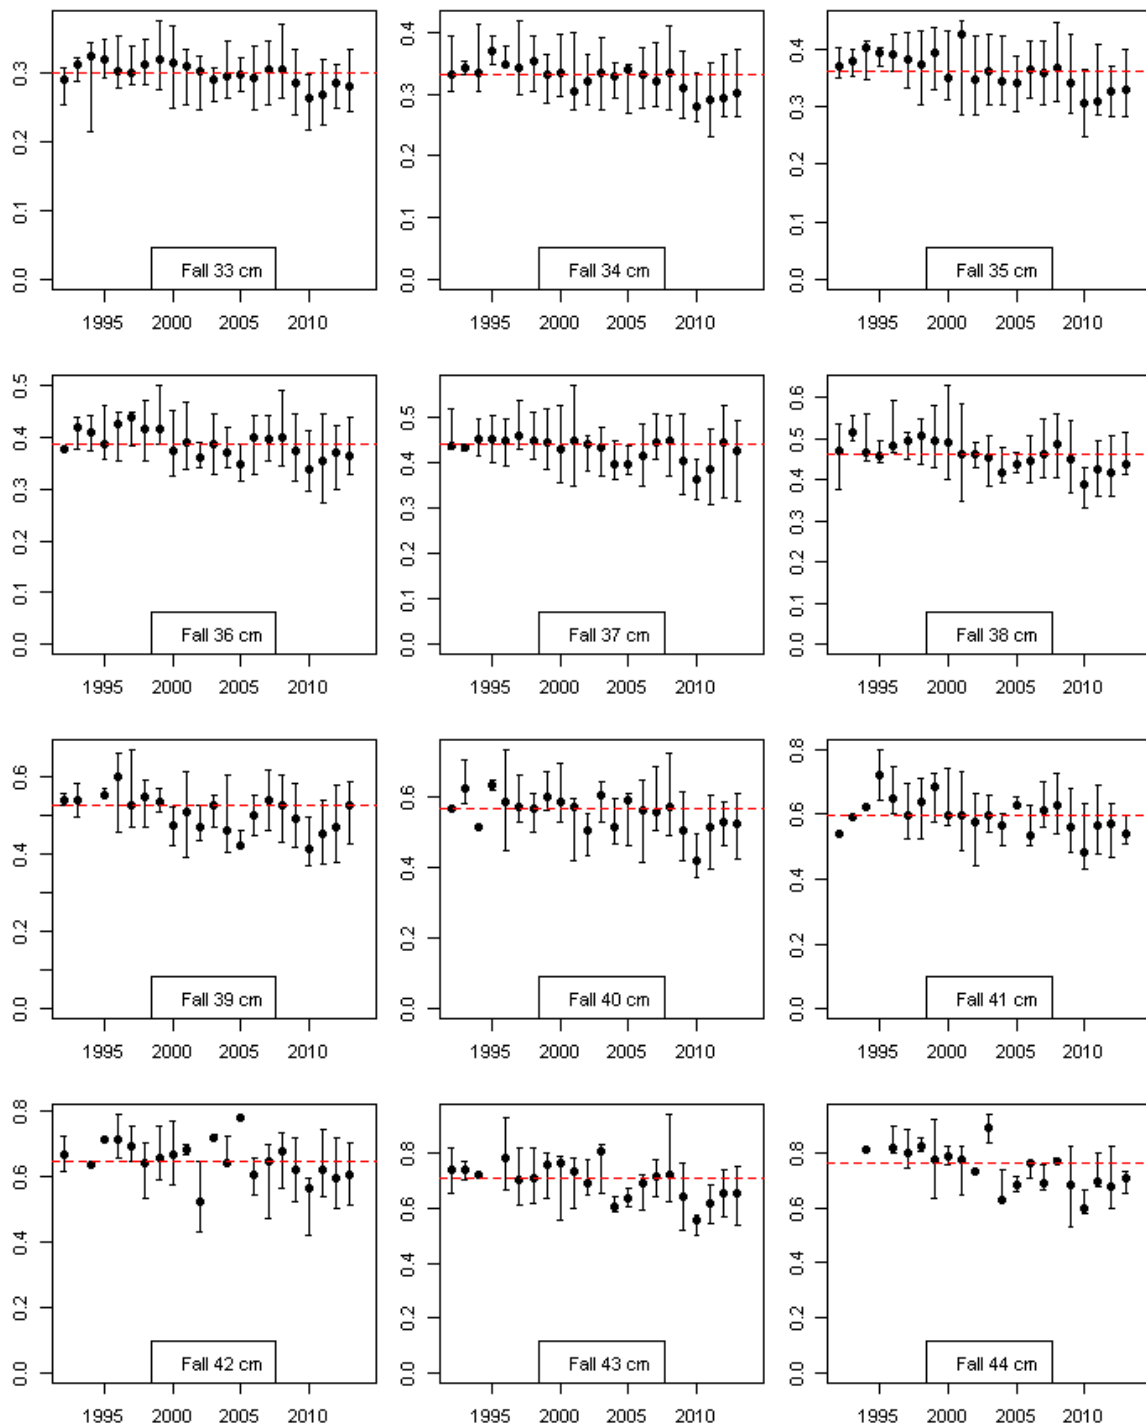 0.0 0.1 0.2 0.3
Fall 33 cm
1995 2000 2005 2010
0.0 0.1 0.2 0.3 0.4
Fall 34 cm
1995 2000 2005 2010
0.0 0.1 0.2 0.3 0.4
Fall 35 cm
1995 2000 2005 2010
0.0 0.1 0.2 0.3 0.4 0.5
Fall 36 cm
1995 2000 2005 2010
0.0 0.1 0.2 0.3 0.4 0.5
Fall 37 cm
1995 2000 2005 2010
0.0 0.1 0.2 0.3 0.4 0.5 0.6
Fall 38 cm
1995 2000 2005 2010
0.0 0.2 0.4 0.6
Fall 39 cm
1995 2000 2005 2010
0.0 0.2 0.4 0.6
Fall 40 cm
1995 2000 2005 2010
0.0 0.2 0.4 0.6 0.8
Fall 41 cm
1995 2000 2005 2010
0.0 0.2 0.4 0.6 0.8
Fall 42 cm
1995 2000 2005 2010
0.0 0.2 0.4 0.6 0.8
Fall 43 cm
1995 2000 2005 2010
0.0 0.2 0.4 0.6 0.8
Fall 44 cm
1995 2000 2005 2010